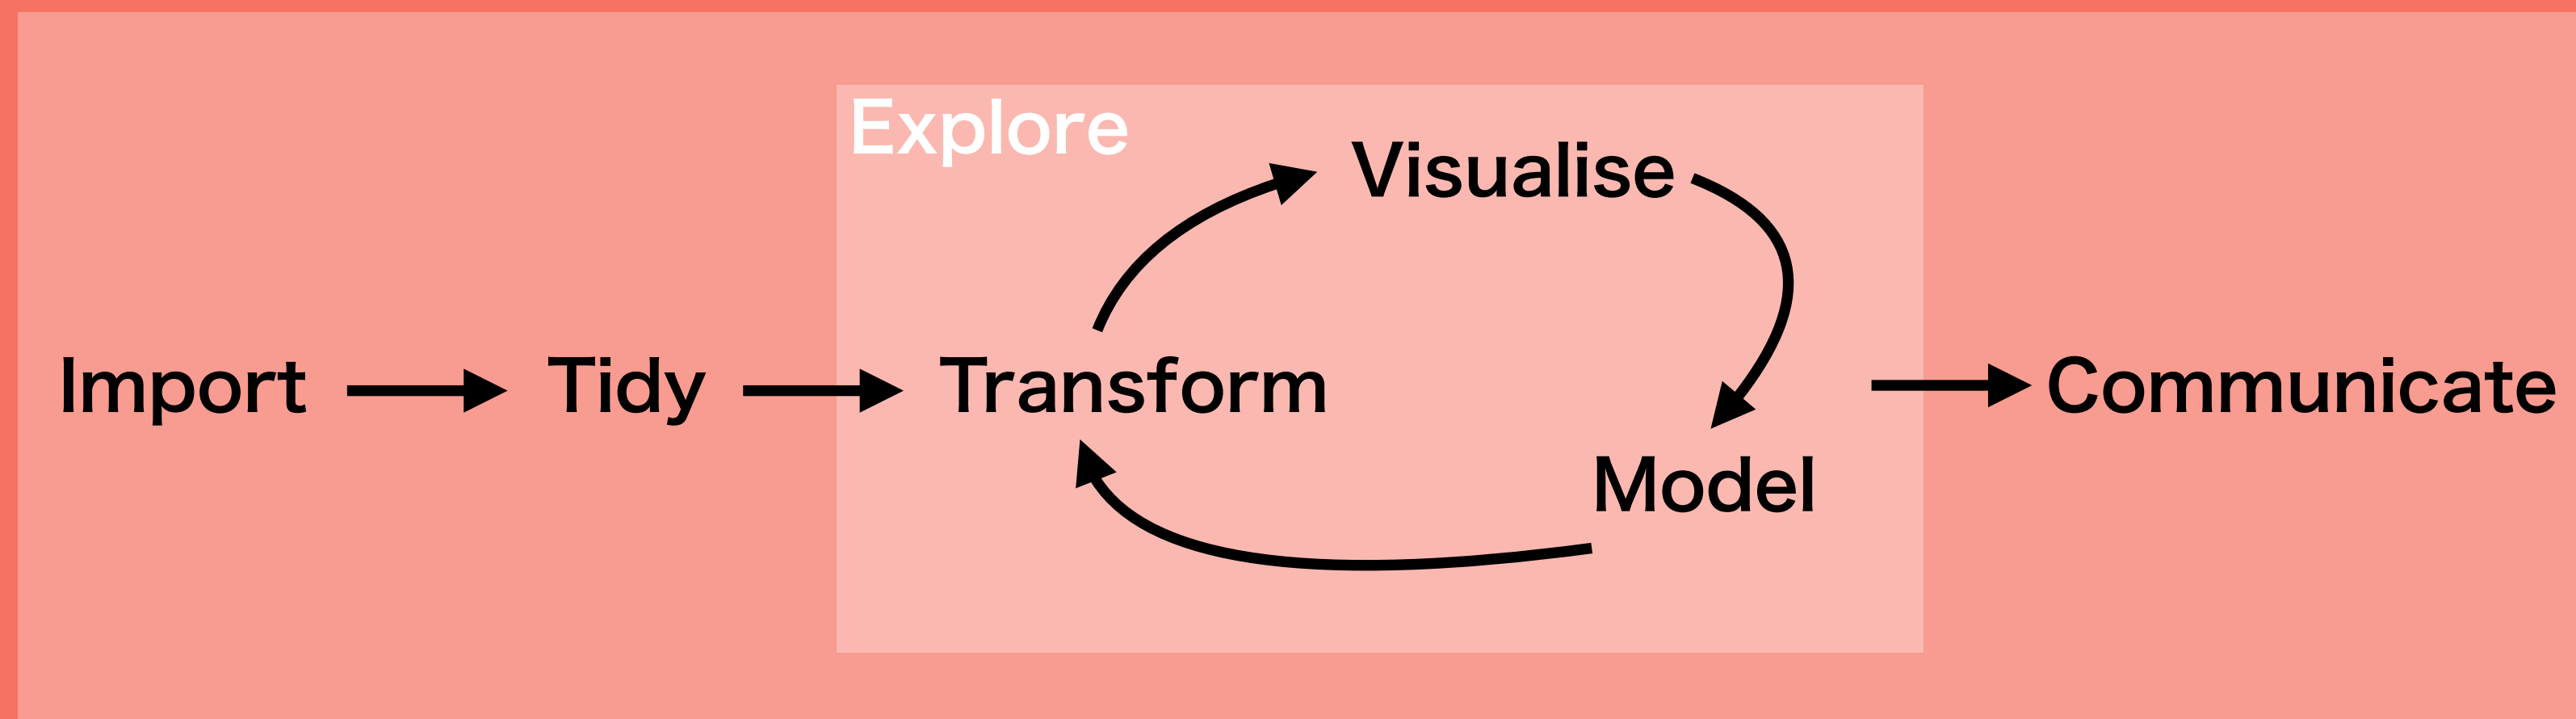 Explore
Visualise
Import
Tidy
Transform
Communicate
Model